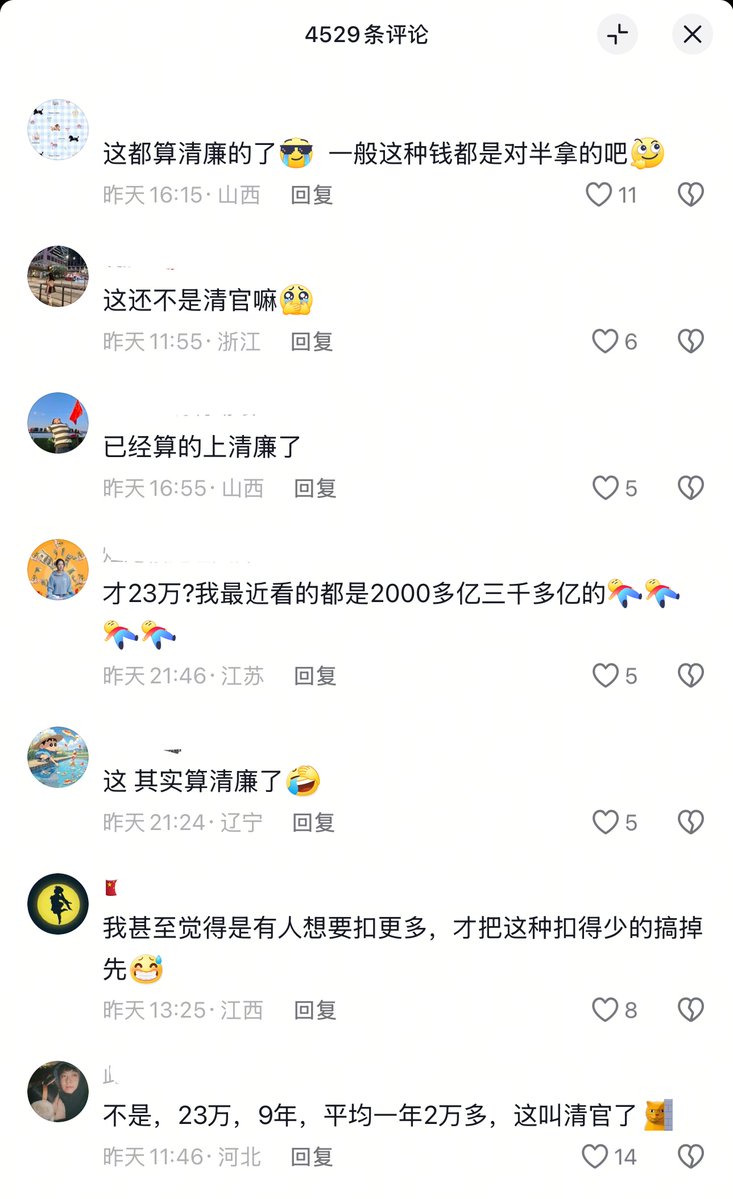 4529条评论
这都算清廉的了 一般这种钱都是对半拿的吧
昨天 16:15· 山西 回复 11
这还不是清官嘛
昨天 11:55· 浙江 回复 6
已经算的上清廉了
昨天 16:55· 山西 回复 5
才23万?我最近看的都是2000多亿三千多亿的
昨天 21:46· 江苏 回复 5
这 其实算清廉了
昨天 21:24· 辽宁 回复 5
我甚至觉得是有人想要扣更多，才把这种扣得少的搞掉
先
昨天 13:25· 江西 回复 8
不是，23万，9年，平均一年2万多，这叫清官了
昨天 11:46· 河北 回复 14